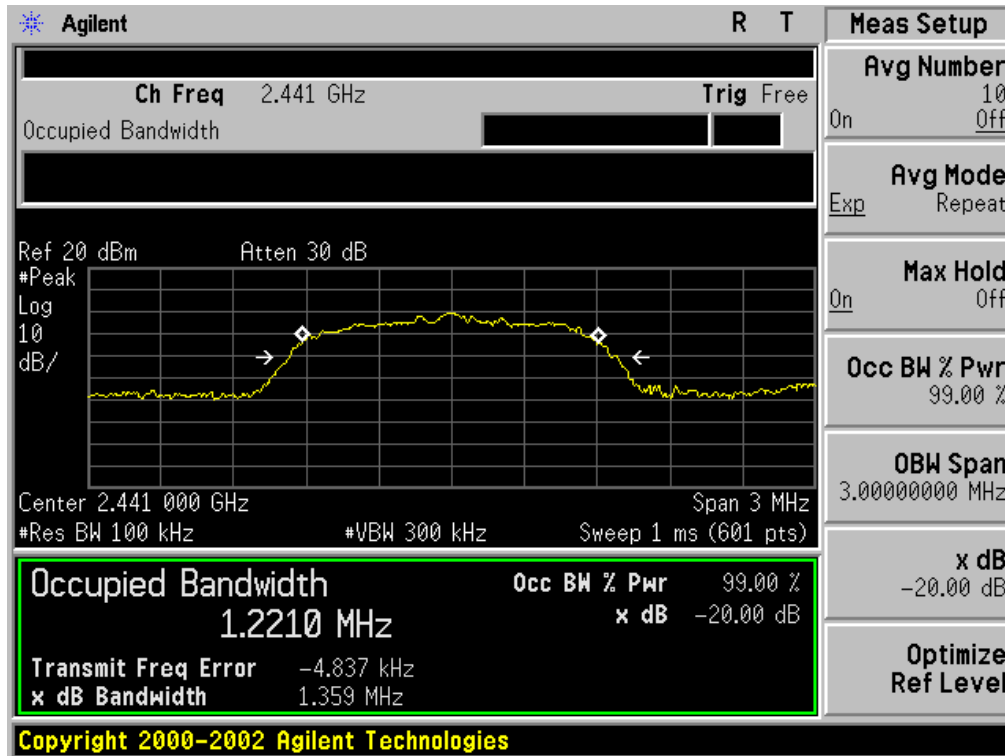 Agilent R T
Ch Freq 2.441 GHz Trig Free
Occupied Bandwidth
Ref 20 dBm Atten 30 dB
#Peak
Log
10
dB/
Center 2.441 000 GHz Span 3 MHz
#Res BW 100 kHz #VBW 300 kHz Sweep 1 ms (601 pts)
Occupied Bandwidth
1.2210 MHz
Occ BW % Pwr 99.00 %
x dB -20.00 dB
Transmit Freq Error -4.837 kHz
x dB Bandwidth 1.359 MHz
Copyright 2000-2002 Agilent Technologies
Meas Setup
Avg Number
10
On Off
Avg Mode
Exp Repeat
Max Hold
On Off
Occ BW % Pwr
99.00 %
OBW Span
3.00000000 MHz
x dB
-20.00 dB
Optimize
Ref Level